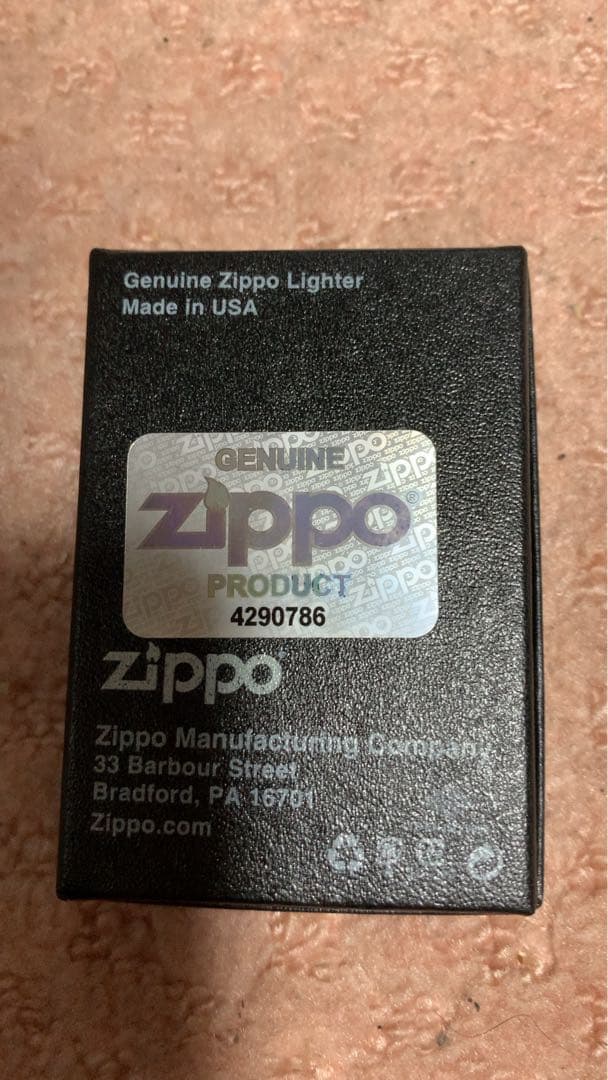 Genuine Zippo Lighter
Made in USA
GENUINE
zippo®
PRODUCT
4290786
zippo
Zippo Manufacturing Company
33 Barbour Street
Bradford, PA 16701
Zippo.com